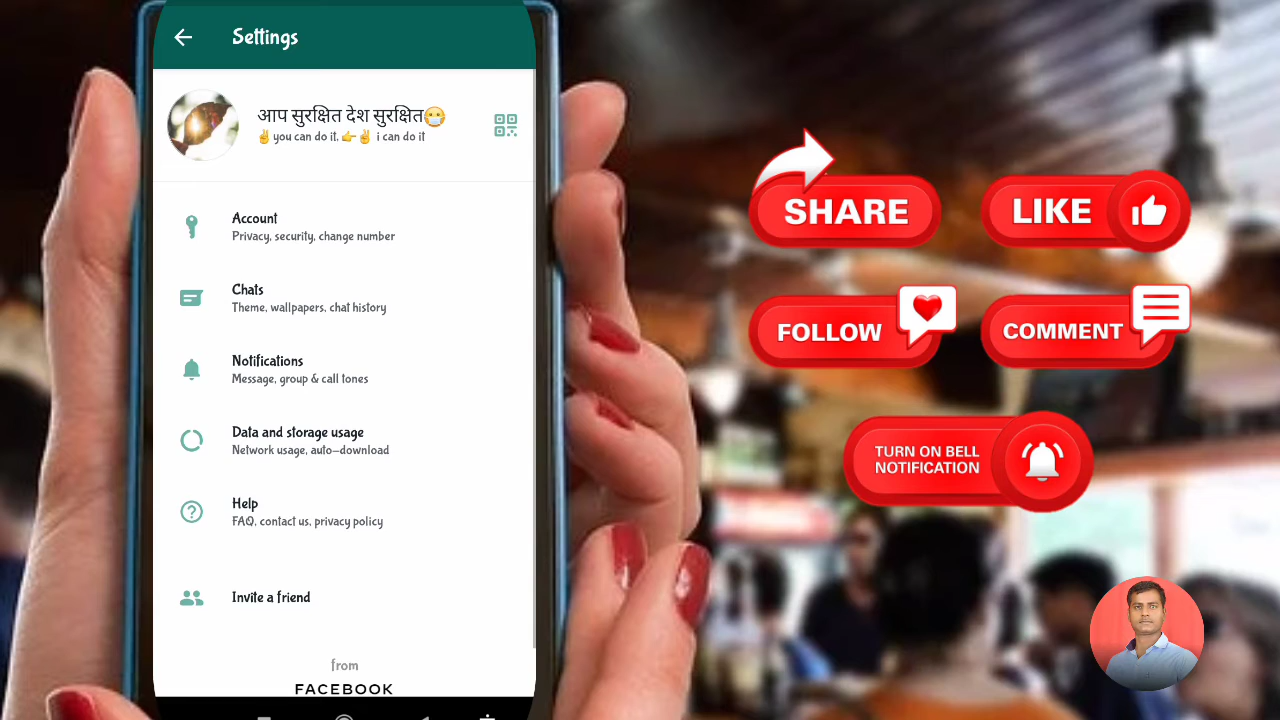 Settings
आप सुरक्षित देश सुरक्षित😷
✌️you can do it, 👉✌️ i can do it
Account
Privacy, security, change number
Chats
Theme, wallpapers, chat history
Notifications
Message, group & call tones
Data and storage usage
Network usage, auto-download
Help
FAQ, contact us, privacy policy
Invite a friend
from
FACEBOOK
SHARE
LIKE
FOLLOW
COMMENT
TURN ON BELL
NOTIFICATION